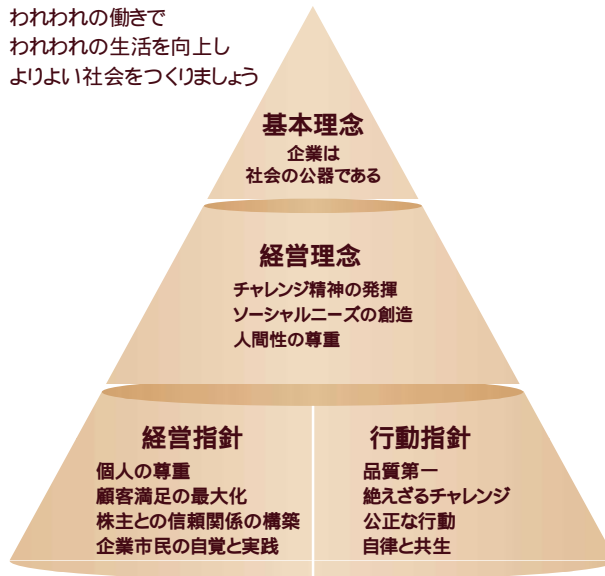 われわれの働きで
われわれの生活を向上し
よりよい社会をつくりましょう
基本理念
企業は
社会の公器である
経営理念
チャレンジ精神の発揮
ソーシャルニーズの創造
人間性の尊重
経営指針
個人の尊重
顧客満足の最大化
株主との信頼関係の構築
企業市民の自覚と実践
行動指針
品質第一
絶えざるチャレンジ
公正な行動
自律と共生